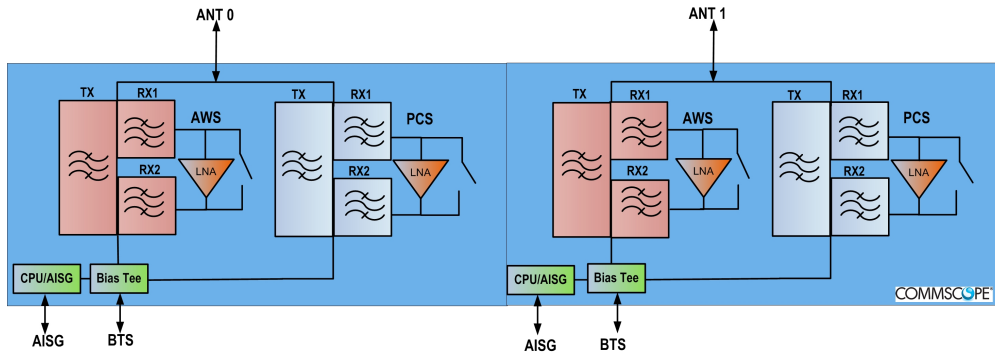 ANT 0
TX
RX1
AWS
LNA
RX2
TX
RX1
PCS
LNA
RX2
CPU/AISG
Bias Tee
AISG
BTS
ANT 1
TX
RX1
AWS
LNA
RX2
TX
RX1
PCS
LNA
RX2
CPU/AISG
Bias Tee
AISG
BTS
COMMSCOPE®